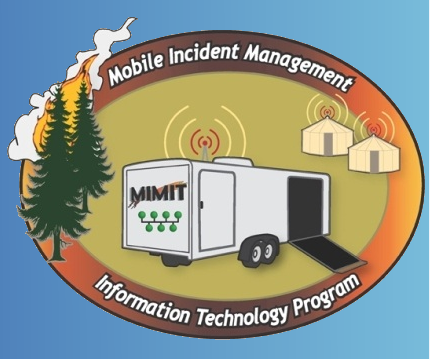 Mobile Incident Management
MIMIT
Information Technology Program